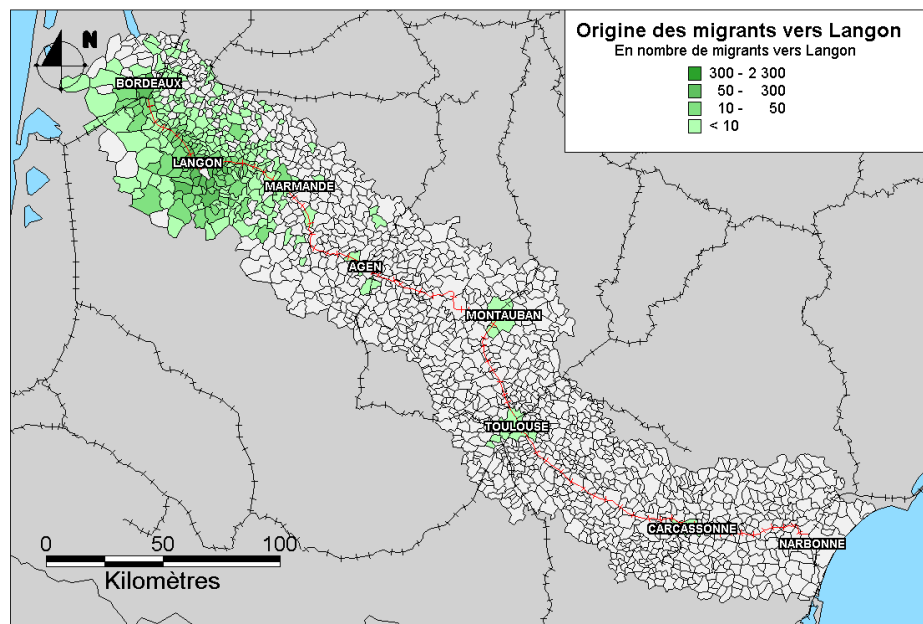 Origine des migrants vers Langon
En nombre de migrants vers Langon
300 - 2 300
50 - 300
10 - 50
< 10
N
BORDEAUX
LANGON
MARMANDE
AGEN
MONTAUBAN
TOULOUSE
CARCASSONNE
NARBONNE
0 50 100
Kilomètres